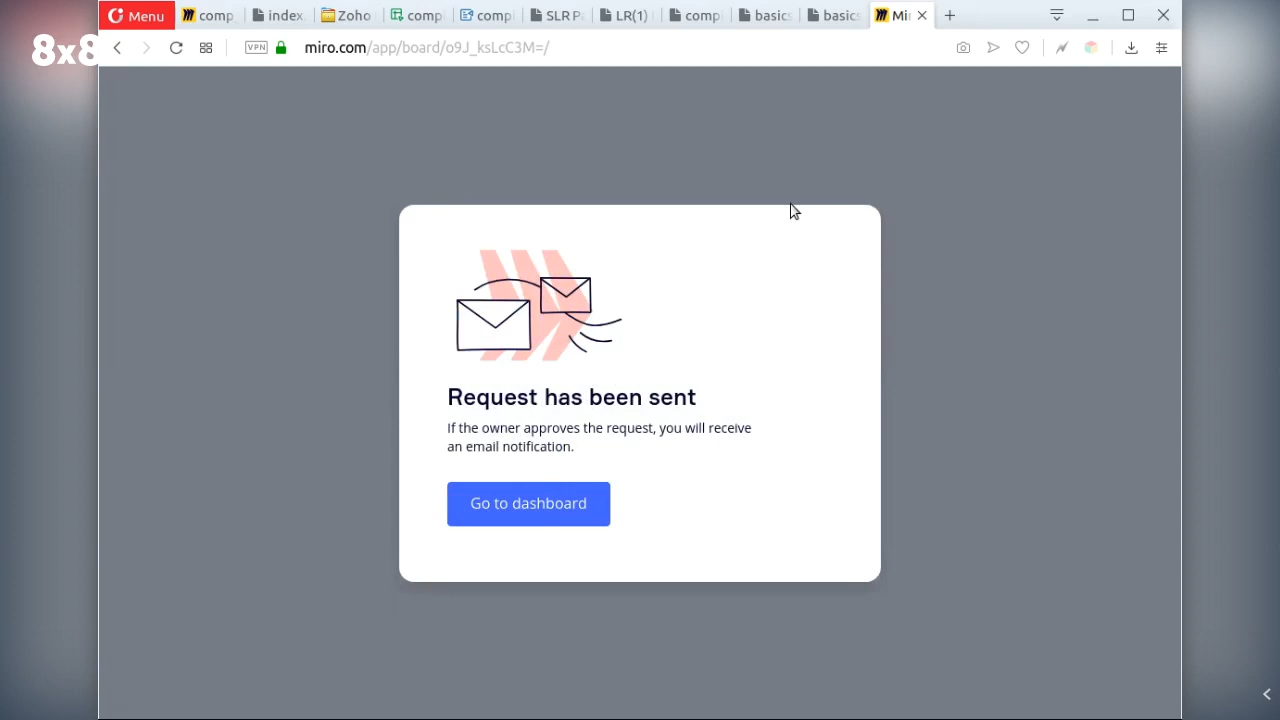 8x8
Menu
comp
index.
Zoho
comp
comp
SLR P
LR(1)
comp
basics
basics
Mi
VPN
miro.com/app/board/o9J_ksLcC3M=/
Request has been sent
If the owner approves the request, you will receive
an email notification.
Go to dashboard